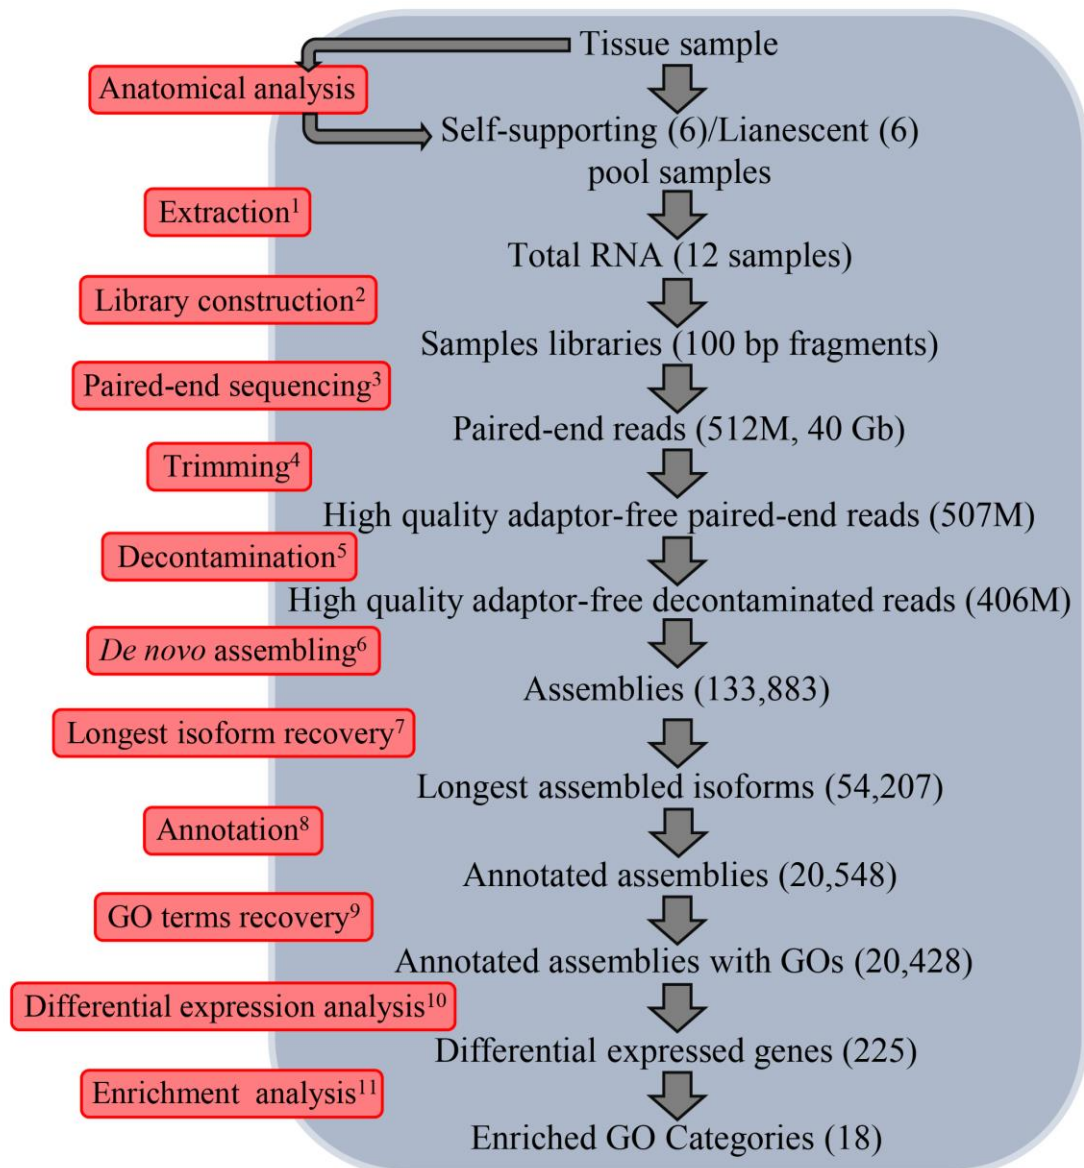 Tissue sample
Anatomical analysis
Self-supporting (6)/Lianescent (6)
pool samples
Extraction¹
Total RNA (12 samples)
Library construction²
Samples libraries (100 bp fragments)
Paired-end sequencing³
Paired-end reads (512M, 40 Gb)
Trimming⁴
High quality adaptor-free paired-end reads (507M)
Decontamination⁵
High quality adaptor-free decontaminated reads (406M)
De novo assembling⁶
Assemblies (133,883)
Longest isoform recovery⁷
Longest assembled isoforms (54,207)
Annotation⁸
Annotated assemblies (20,548)
GO terms recovery⁹
Annotated assemblies with GOs (20,428)
Differential expression analysis¹⁰
Differential expressed genes (225)
Enrichment analysis¹¹
Enriched GO Categories (18)